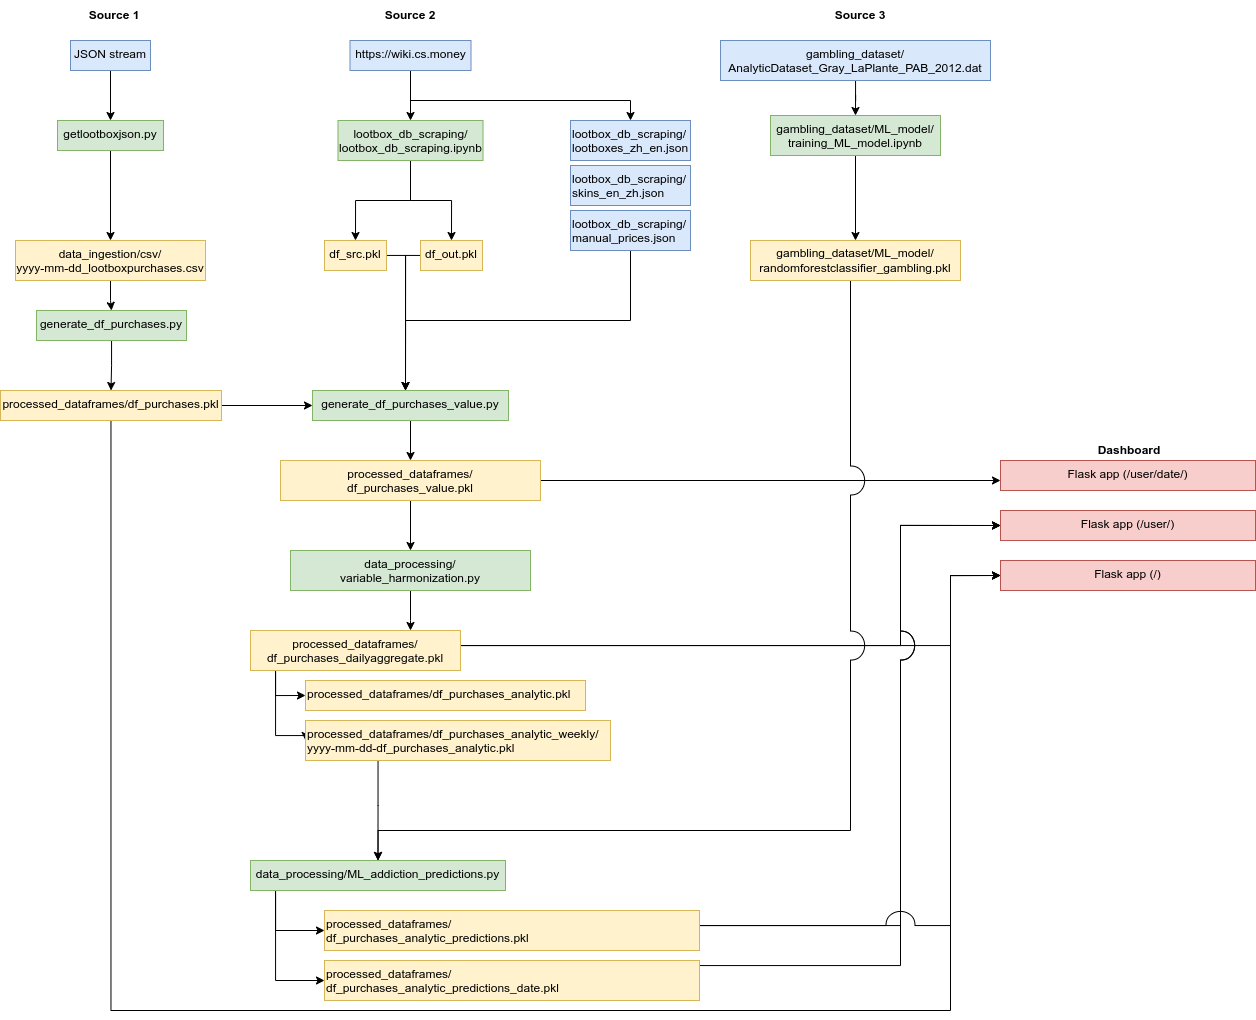 Source 1
Source 2
Source 3
JSON stream
https://wiki.cs.money
gambling_dataset/
AnalyticDataset_Gray_LaPlante_PAB_2012.dat
getlootboxjson.py
lootbox_db_scraping/
lootbox_db_scraping.ipynb
lootbox_db_scraping/
lootboxes_zh_en.json
lootbox_db_scraping/
skins_en_zh.json
lootbox_db_scraping/
manual_prices.json
gambling_dataset/ML_model/
training_ML_model.ipynb
data_ingestion/csv/
yyyy-mm-dd_lootboxpurchases.csv
df_src.pkl
df_out.pkl
gambling_dataset/ML_model/
randomforestclassifier_gambling.pkl
generate_df_purchases.py
processed_dataframes/df_purchases.pkl
generate_df_purchases_value.py
processed_dataframes/
df_purchases_value.pkl
Dashboard
Flask app (/user/date/)
Flask app (/user/)
Flask app (/)
data_processing/
variable_harmonization.py
processed_dataframes/
df_purchases_dailyaggregate.pkl
processed_dataframes/df_purchases_analytic.pkl
processed_dataframes/df_purchases_analytic_weekly/
yyyy-mm-dd-df_purchases_analytic.pkl
data_processing/ML_addiction_predictions.py
processed_dataframes/
df_purchases_analytic_predictions.pkl
processed_dataframes/
df_purchases_analytic_predictions_date.pkl